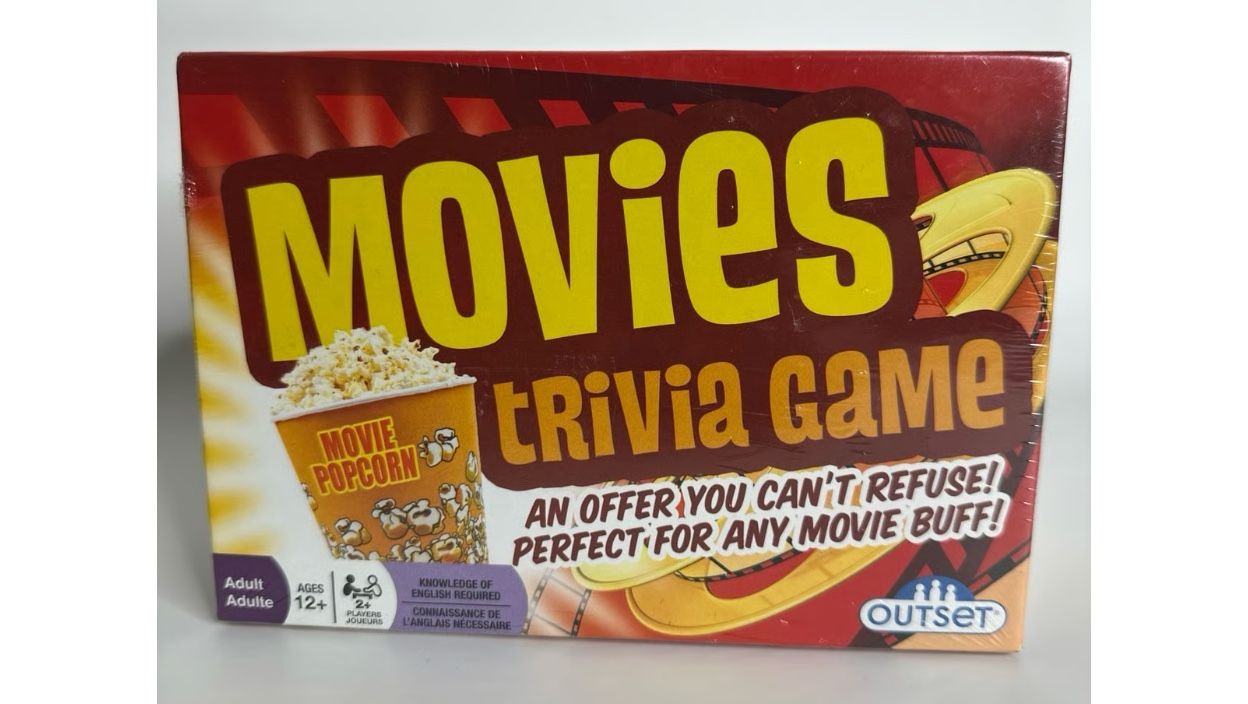 MOViES
tRiViA GAME
MOVIE
POPCORN
AN OFFER YOU CAN'T REFUSE!
PERFECT FOR ANY MOVIE BUFF!
Adult
Adulte
AGES
12+
2+
PLAYERS
JOUEURS
KNOWLEDGE OF
ENGLISH REQUIRED
CONNAISSANCE DE
L'ANGLAIS NÉCESSAIRE
OUTSET